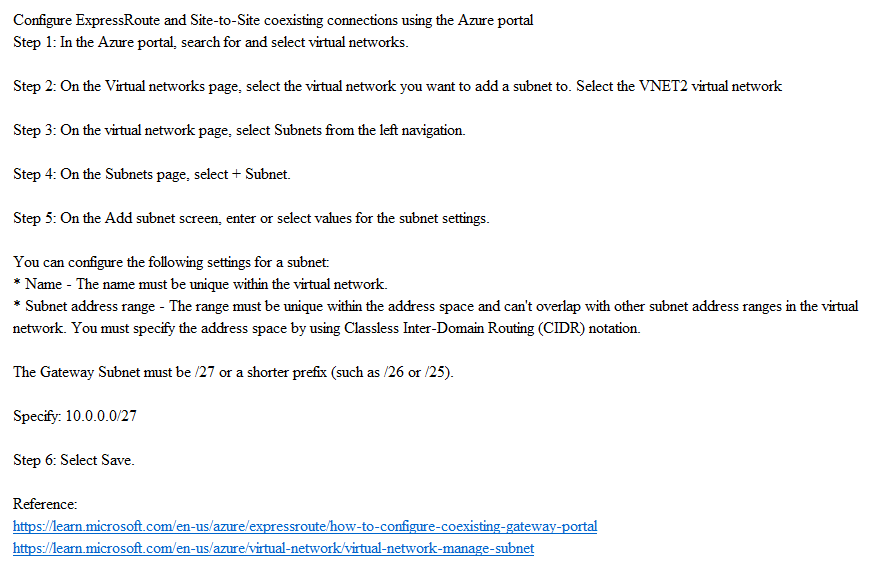 Configure ExpressRoute and Site-to-Site coexisting connections using the Azure portal
Step 1: In the Azure portal, search for and select virtual networks.
Step 2: On the Virtual networks page, select the virtual network you want to add a subnet to. Select the VNET2 virtual network
Step 3: On the virtual network page, select Subnets from the left navigation.
Step 4: On the Subnets page, select + Subnet.
Step 5: On the Add subnet screen, enter or select values for the subnet settings.
You can configure the following settings for a subnet:
* Name - The name must be unique within the virtual network.
* Subnet address range - The range must be unique within the address space and can't overlap with other subnet address ranges in the virtual
network. You must specify the address space by using Classless Inter-Domain Routing (CIDR) notation.
The Gateway Subnet must be /27 or a shorter prefix (such as /26 or /25).
Specify: 10.0.0.0/27
Step 6: Select Save.
Reference:
https://learn.microsoft.com/en-us/azure/expressroute/how-to-configure-coexisting-gateway-portal
https://learn.microsoft.com/en-us/azure/virtual-network/virtual-network-manage-subnet